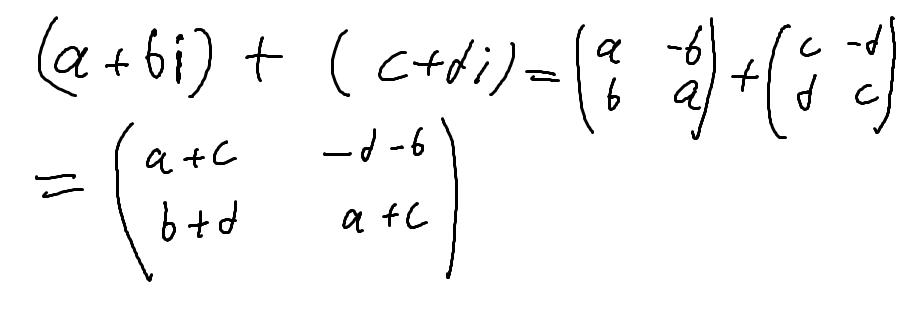 (a+bi) + (c+di) = (a -b b a) + (c -d d c)
= (a+c -d-b b+d a+c)